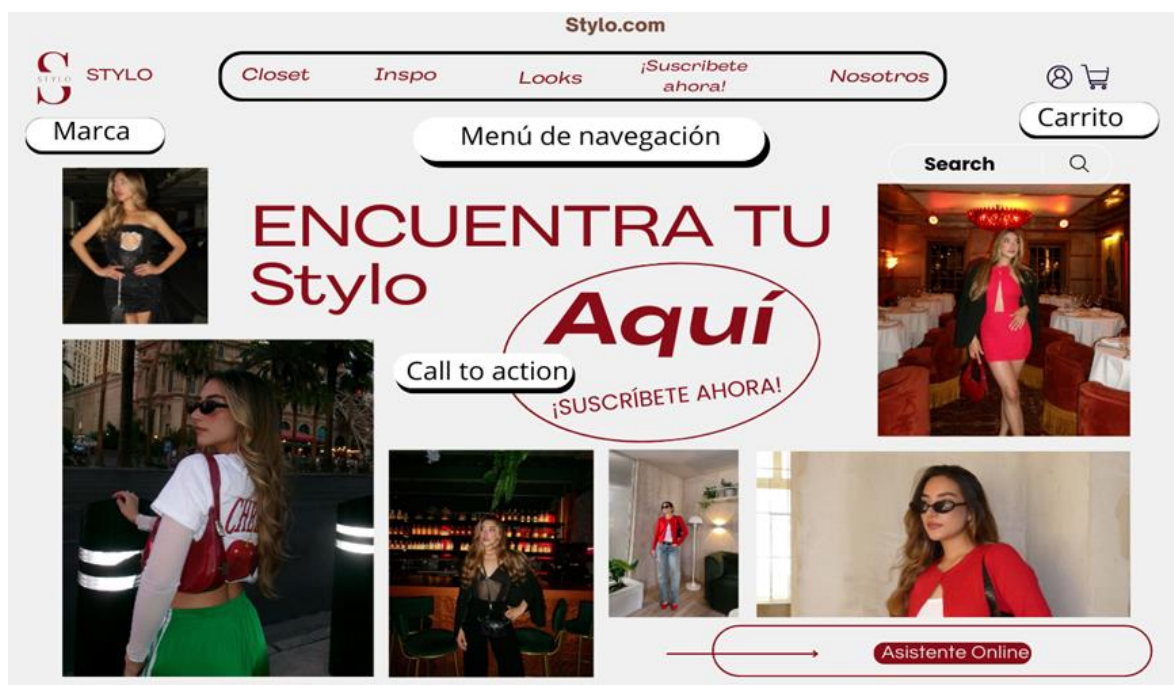 Stylo.com
STYLO
STYLO
Closet
Inspo
Looks
¡Suscribete
ahora!
Nosotros
Marca
Menú de navegación
Carrito
Search
ENCUENTRA TU
Stylo
Aquí
Call to action
¡SUSCRÍBETE AHORA!
CHE
Asistente Online